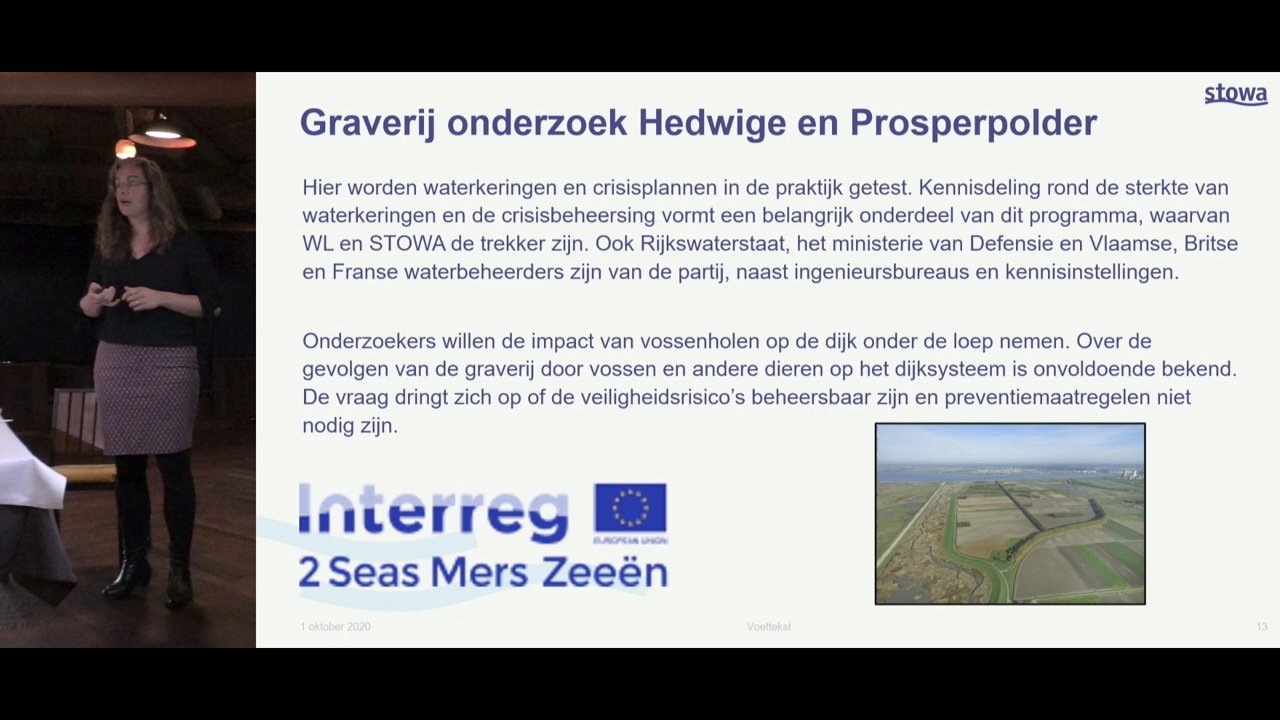 stowa
Graverij onderzoek Hedwige en Prosperpolder
Hier worden waterkeringen en crisisplannen in de praktijk getest. Kennisdeling rond de sterkte van
waterkeringen en de crisisbeheersing vormt een belangrijk onderdeel van dit programma, waarvan
WL en STOWA de trekker zijn. Ook Rijkswaterstaat, het ministerie van Defensie en Vlaamse, Britse
en Franse waterbeheerders zijn van de partij, naast ingenieursbureaus en kennisinstellingen.
Onderzoekers willen de impact van vossenholen op de dijk onder de loep nemen. Over de
gevolgen van de graverij door vossen en andere dieren op het dijksysteem is onvoldoende bekend.
De vraag dringt zich op of de veiligheidsrisico’s beheersbaar zijn en preventiemaatregelen niet
nodig zijn.
Interreg
EUROPEAN UNION
2 Seas Mers Zeeën
1 oktober 2020
Voettekst
13